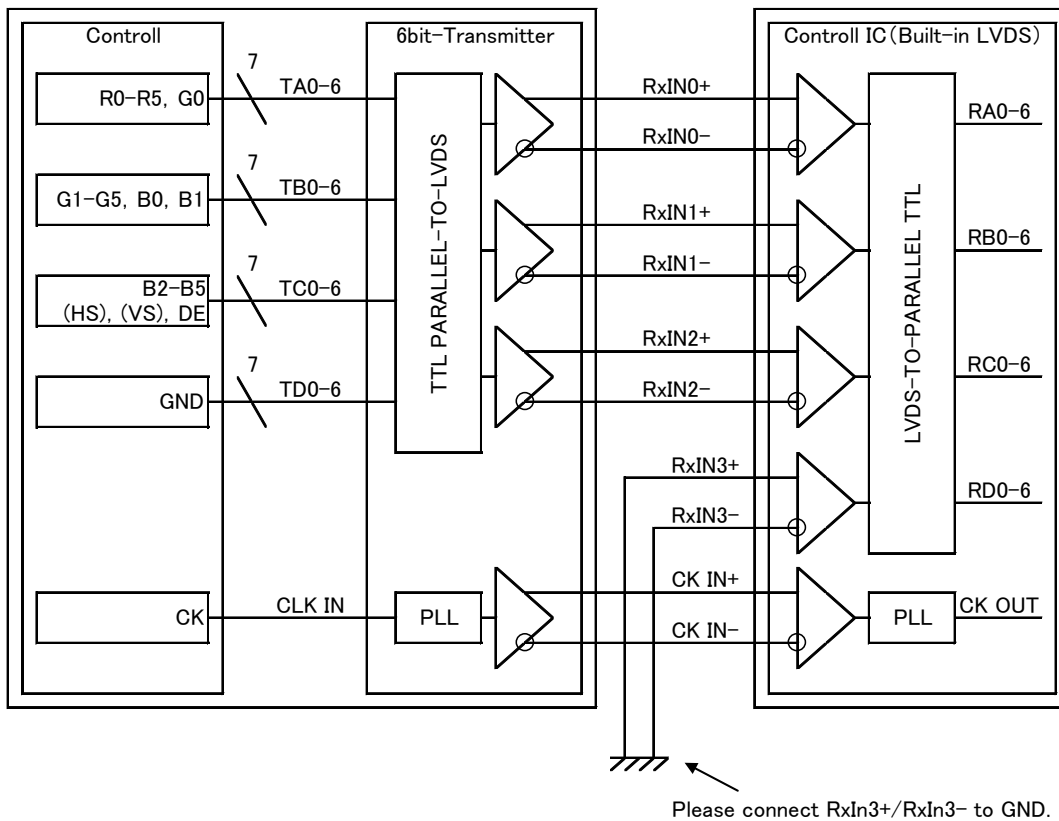 Controll
6bit-Transmitter
Controll IC(Built-in LVDS)
R0-R5, G0
7
TA0-6
RxIN0+
RxIN0-
RA0-6
G1-G5, B0, B1
7
TB0-6
RxIN1+
RxIN1-
RB0-6
B2-B5
(HS), (VS), DE
7
TC0-6
RxIN2+
RxIN2-
RC0-6
GND
7
TD0-6
TTL PARALLEL-TO-LVDS
LVDS-TO-PARALLEL TTL
RxIN3+
RxIN3-
RD0-6
CK
CLK IN
PLL
CK IN+
CK IN-
PLL
CK OUT
Please connect RxIn3+/RxIn3- to GND.